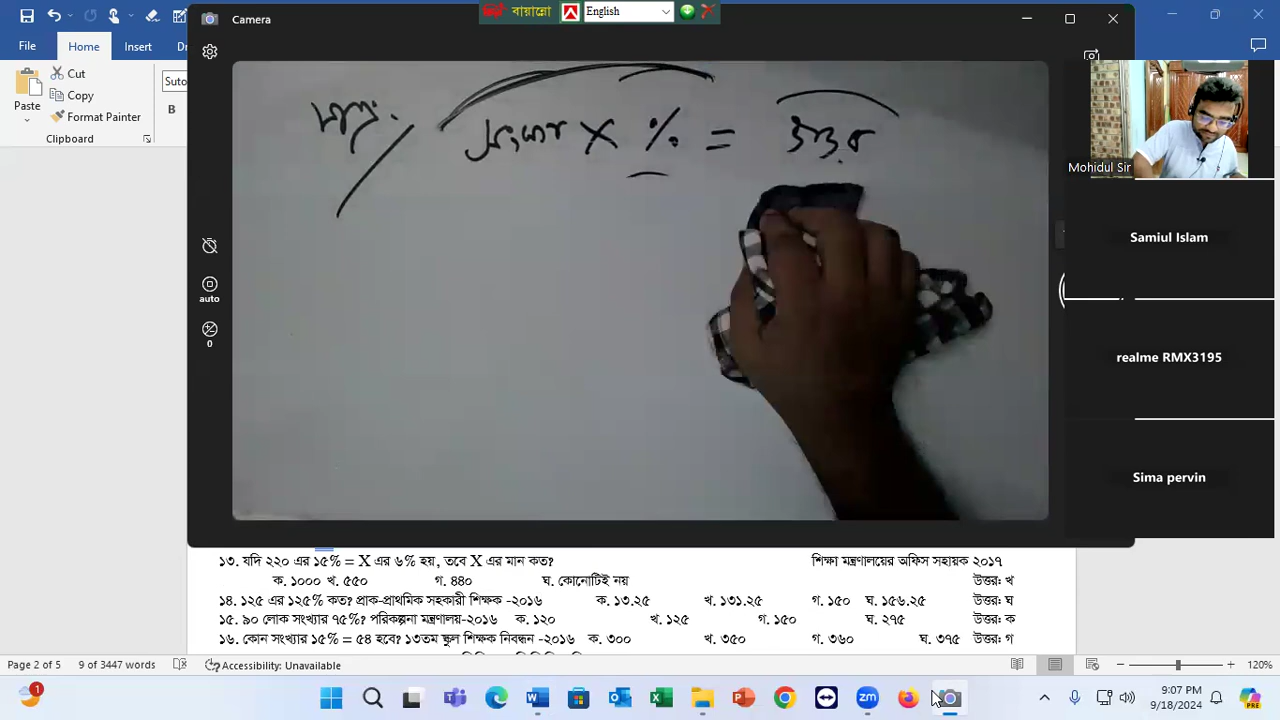 বায়ান্নো English
Camera
File Home Insert
Cut
Copy
Format Painter
Paste
B
সংখ্যা × % =
auto
0
Mohidul Sir
Samiul Islam
realme RMX3195
Sima pervin
১৩. যদি ২২০ এর ১৫% = X এর ৬% হয়, তবে X এর মান কত? শিক্ষা মন্ত্রণালয়ের অফিস সহায়ক ২০১৭
ক. ১০০০ খ. ৫৫০ গ. ৪৪০ ঘ. কোনোটিই নয় উত্তর: খ
১৪. ১২৫ এর ১২৫% কত? প্রাক-প্রাথমিক সহকারী শিক্ষক -২০১৬ ক. ১৩.২৫ খ. ১৩১.২৫ গ. ১৫০ ঘ. ১৫৬.২৫ উত্তর: ঘ
১৫. ৯০ লোক সংখ্যার ৭৫%? পরিকল্পনা মন্ত্রণালয়-২০১৬ ক. ১২০ খ. ১২৫ গ. ১৫০ ঘ. ২৭৫ উত্তর: ক
১৬. কোন সংখ্যার ১৫% = ৫৪ হবে? ১৩তম স্কুল শিক্ষক নিবন্ধন -২০১৬ ক. ৩০০ খ. ৩৫০ গ. ৩৬০ ঘ. ৩৭৫ উত্তর: গ
Page 2 of 5 9 of 3447 words Accessibility: Unavailable 120%
1 9:07 PM
9/18/2024